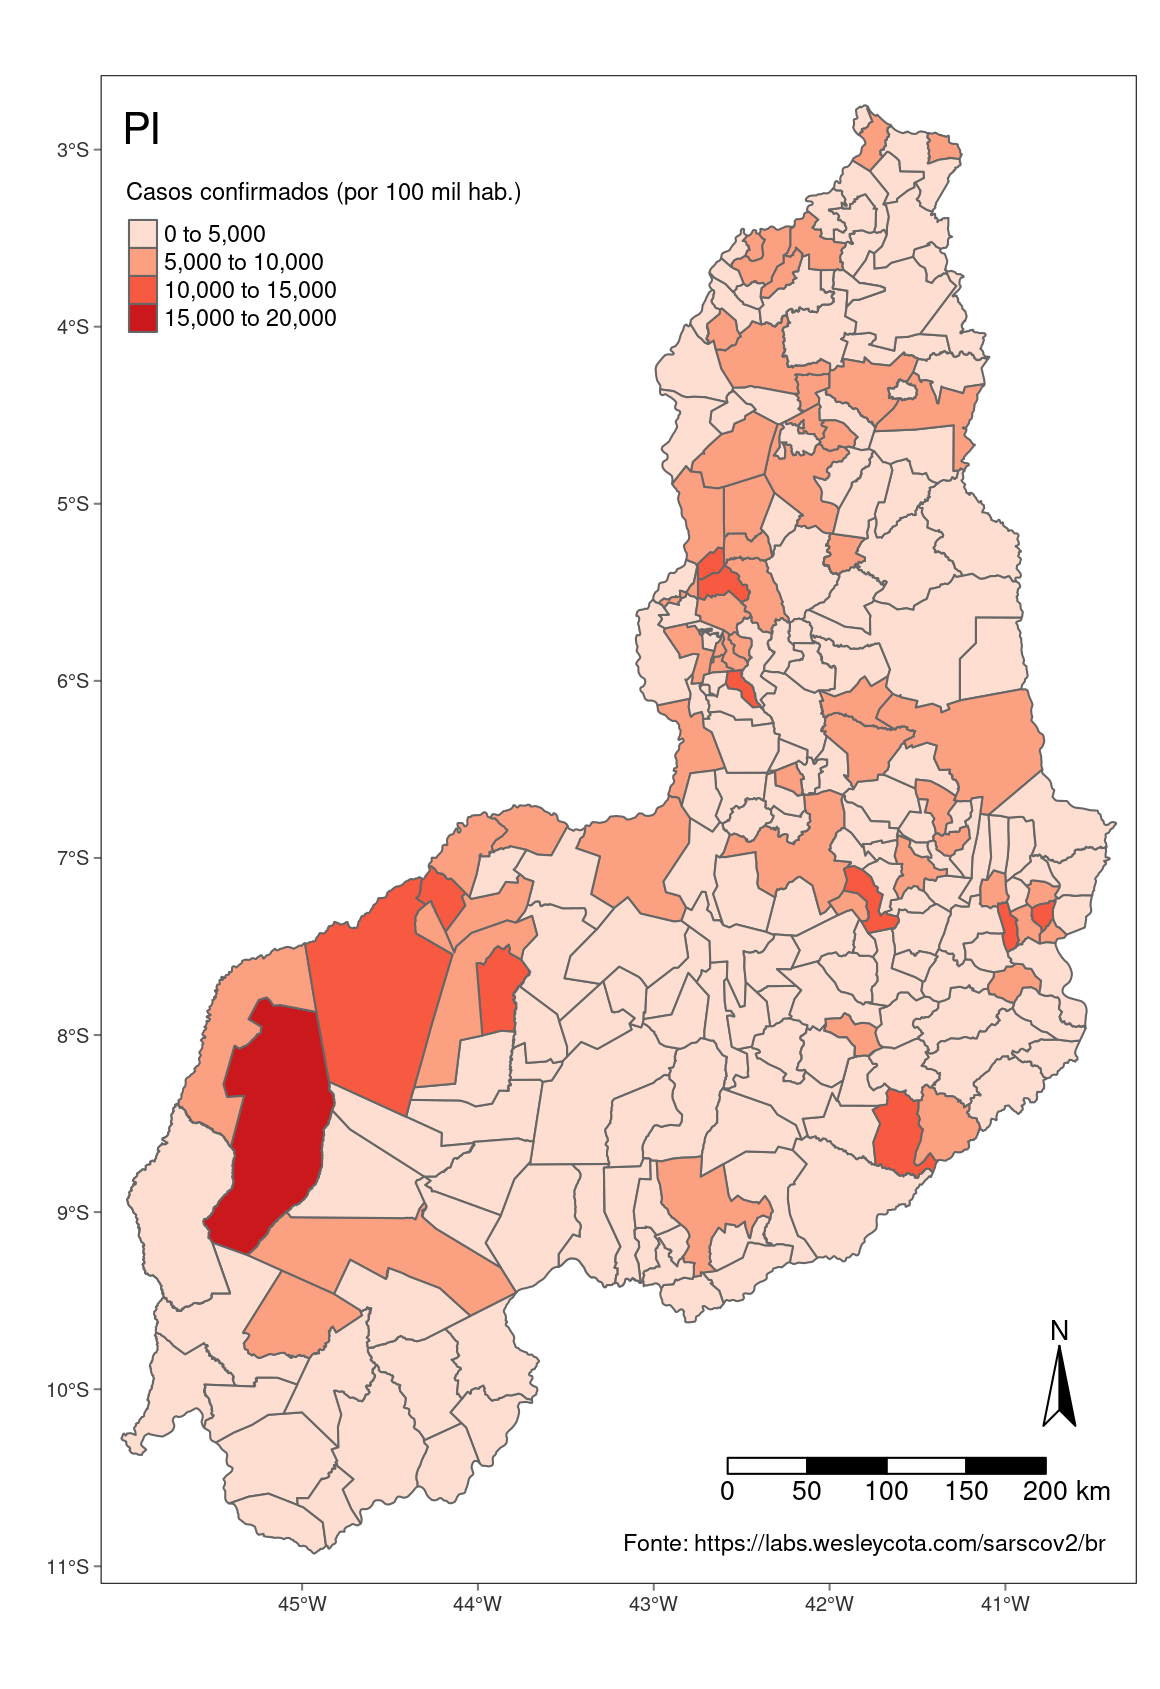 PI
Casos confirmados (por 100 mil hab.)
0 to 5,000
5,000 to 10,000
10,000 to 15,000
15,000 to 20,000
3°S
4°S
5°S
6°S
7°S
8°S
9°S
10°S
11°S
N
0 50 100 150 200 km
Fonte: https://labs.wesleycota.com/sarscov2/br
45°W 44°W 43°W 42°W 41°W